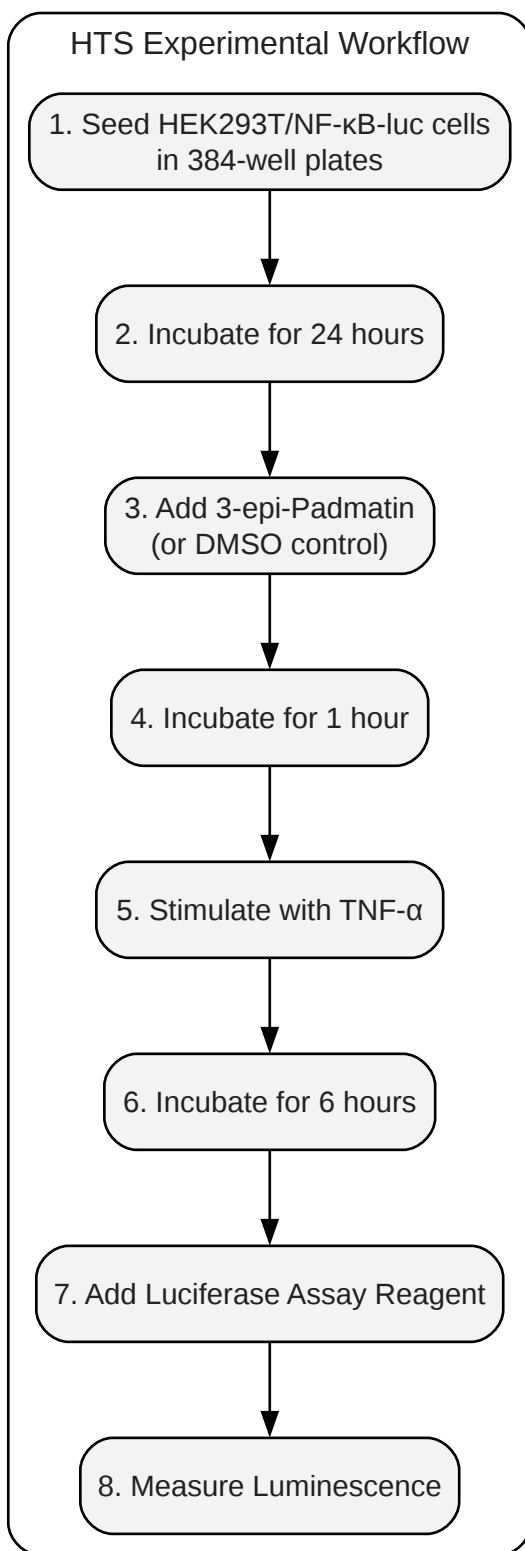 HTS Experimental Workflow
1. Seed HEK293T/NF-κB-luc cells
in 384-well plates
2. Incubate for 24 hours
3. Add 3-epi-Padmatin
(or DMSO control)
4. Incubate for 1 hour
5. Stimulate with TNF-α
6. Incubate for 6 hours
7. Add Luciferase Assay Reagent
8. Measure Luminescence